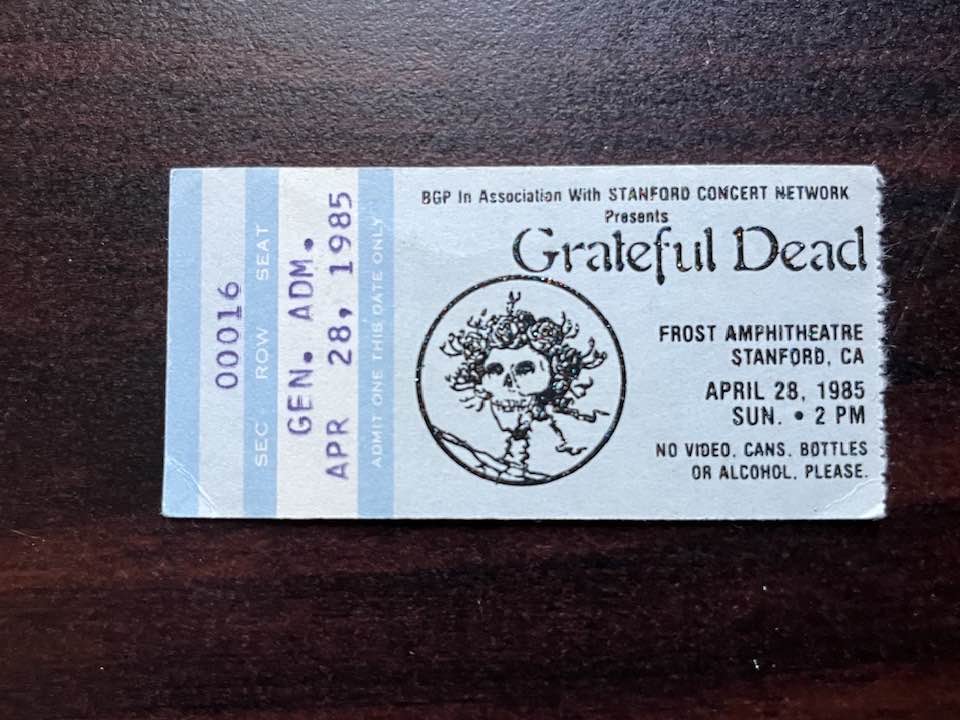 00016
SEC. ROW SEAT
GEN. ADM.
APR 28, 1985
ADMIT ONE THIS DATE ONLY
BGP In Association With STANFORD CONCERT NETWORK
Presents
Grateful Dead
FROST AMPHITHEATRE
STANFORD, CA
APRIL 28, 1985
SUN. • 2 PM
NO VIDEO, CANS, BOTTLES
OR ALCOHOL, PLEASE.